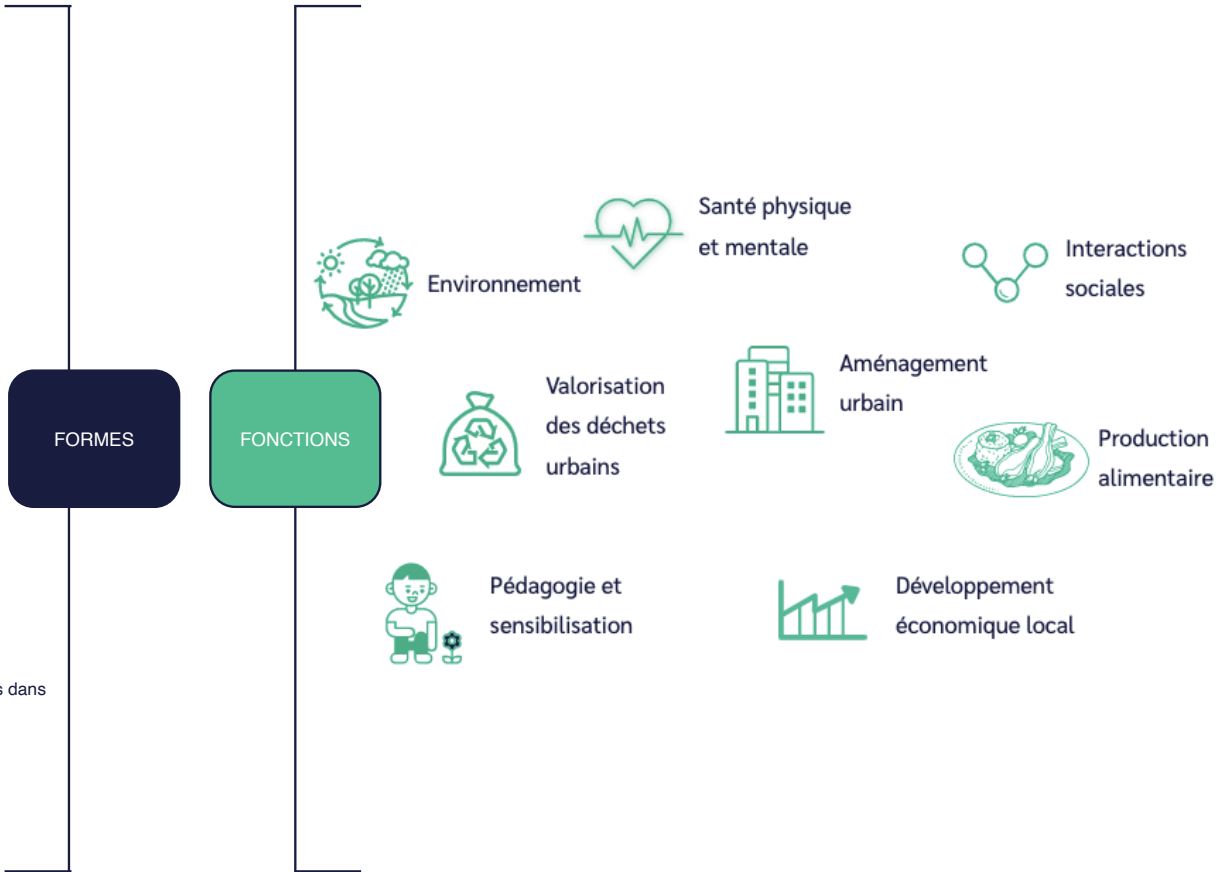 Santé physique
et mentale
Interactions
sociales
Environnement
Aménagement
urbain
Valorisation
des déchets
urbains
FORMES
FONCTIONS
Production
alimentaire
Pédagogie et
sensibilisation
Développement
économique local
s dans